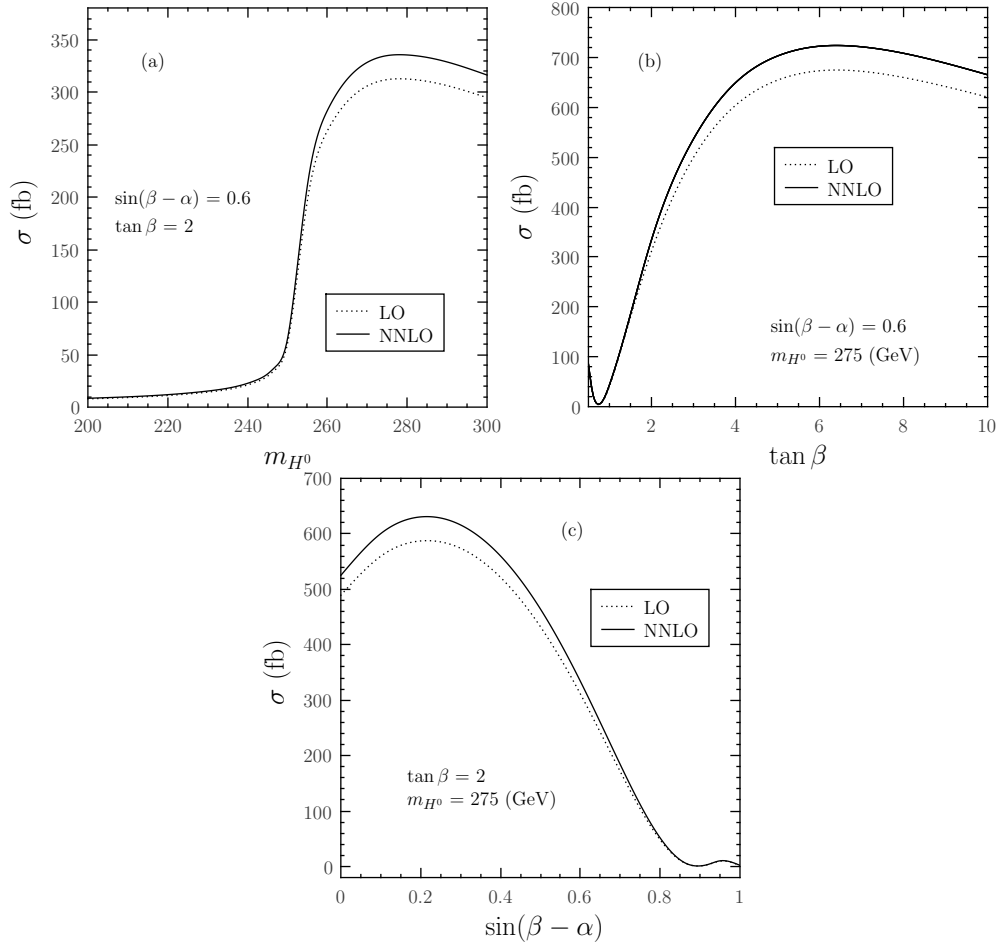 350
300
250
200
150
100
50
0
σ (fb)
(a)
sin(β − α) = 0.6
tan β = 2
LO
NNLO
200 220 240 260 280 300
m_{H⁰}
800
700
600
500
400
300
200
100
0
σ (fb)
(b)
LO
NNLO
sin(β − α) = 0.6
m_{H⁰} = 275 (GeV)
2 4 6 8 10
tan β
700
600
500
400
300
200
100
0
σ (fb)
(c)
LO
NNLO
tan β = 2
m_{H⁰} = 275 (GeV)
0 0.2 0.4 0.6 0.8 1
sin(β − α)